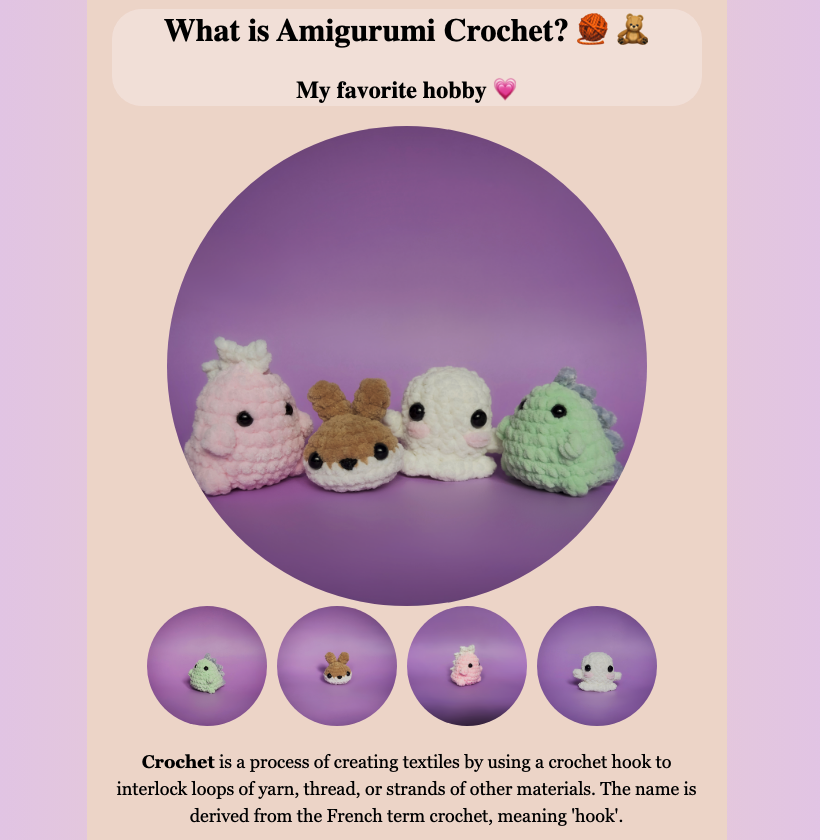 What is Amigurumi Crochet? 🧶 🧸
My favorite hobby 💗
Crochet is a process of creating textiles by using a crochet hook to
interlock loops of yarn, thread, or strands of other materials. The name is
derived from the French term crochet, meaning 'hook'.